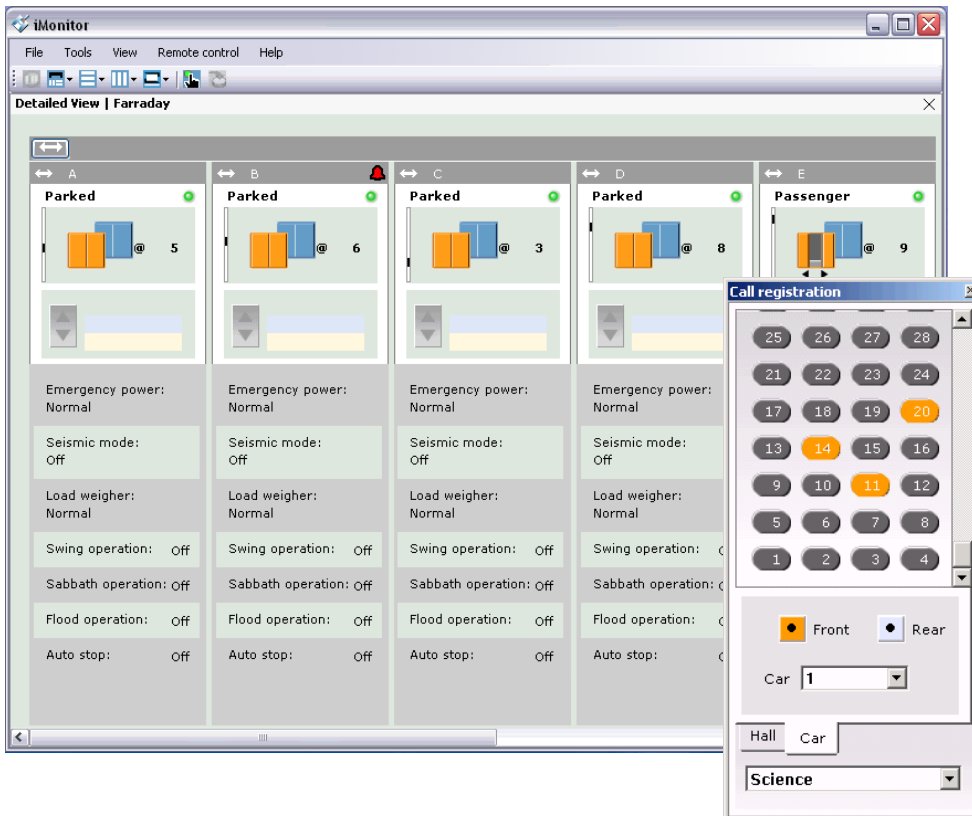 iMonitor
File Tools View Remote control Help
Detailed View | Farraday
A B C D E
Parked Parked Parked Parked Passenger
@ 5 @ 6 @ 3 @ 8 @ 9
Emergency power: Emergency power: Emergency power: Emergency power:
Normal Normal Normal Normal
Seismic mode: Seismic mode: Seismic mode: Seismic mode:
Off Off Off Off
Load weigher: Load weigher: Load weigher: Load weigher:
Normal Normal Normal Normal
Swing operation: Off Swing operation: Off Swing operation: Off Swing operation:
Sabbath operation: Off Sabbath operation: Off Sabbath operation: Off Sabbath operation:
Flood operation: Off Flood operation: Off Flood operation: Off Flood operation:
Auto stop: Off Auto stop: Off Auto stop: Off Auto stop:
Call registration
25 26 27 28
21 22 23 24
17 18 19 20
13 14 15 16
9 10 11 12
5 6 7 8
1 2 3 4
Front Rear
Car 1
Hall Car
Science